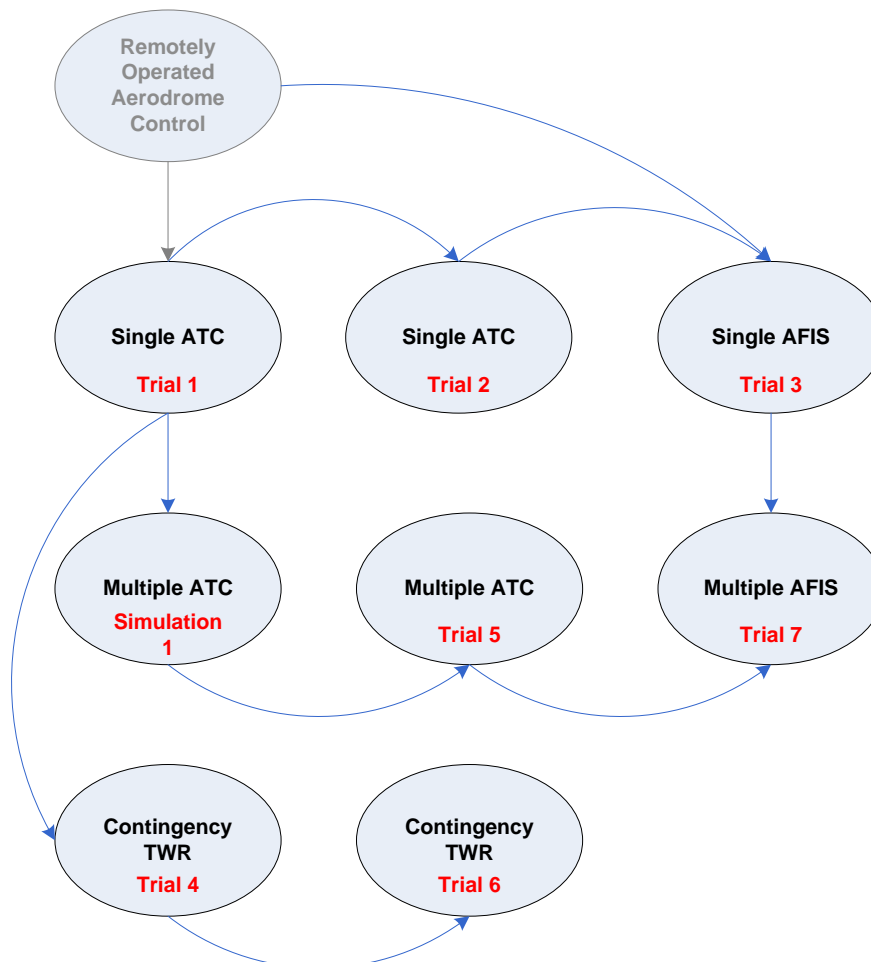 Remotely
Operated
Aerodrome
Control
Single ATC
Trial 1
Single ATC
Trial 2
Single AFIS
Trial 3
Multiple ATC
Simulation
1
Multiple ATC
Trial 5
Multiple AFIS
Trial 7
Contingency
TWR
Trial 4
Contingency
TWR
Trial 6